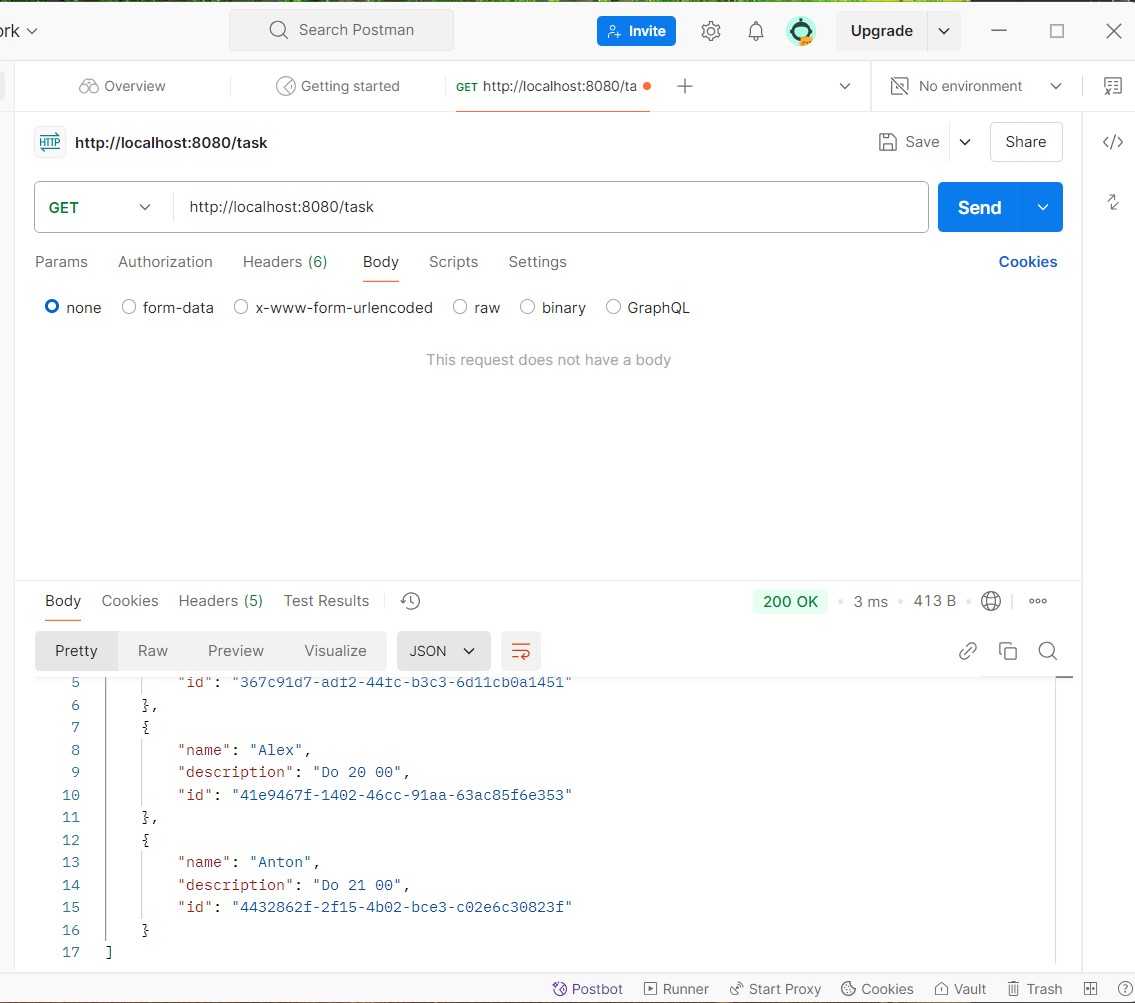 ork
Search Postman
Invite
Upgrade
Overview
Getting started
GET http://localhost:8080/ta
No environment
HTTP
http://localhost:8080/task
Save
Share
GET
http://localhost:8080/task
Send
Params Authorization Headers (6) Body Scripts Settings Cookies
none form-data x-www-form-urlencoded raw binary GraphQL
This request does not have a body
Body Cookies Headers (5) Test Results 200 OK 3 ms 413 B
Pretty Raw Preview Visualize JSON
5 "id": "367c91d7-adf2-44fc-b3c3-6d11cb0a1451"
6 },
7 {
8 "name": "Alex",
9 "description": "Do 20 00",
10 "id": "41e9467f-1402-46cc-91aa-63ac85f6e353"
11 },
12 {
13 "name": "Anton",
14 "description": "Do 21 00",
15 "id": "4432862f-2f15-4b02-bce3-c02e6c30823f"
16 }
17 ]
Postbot Runner Start Proxy Cookies Vault Trash